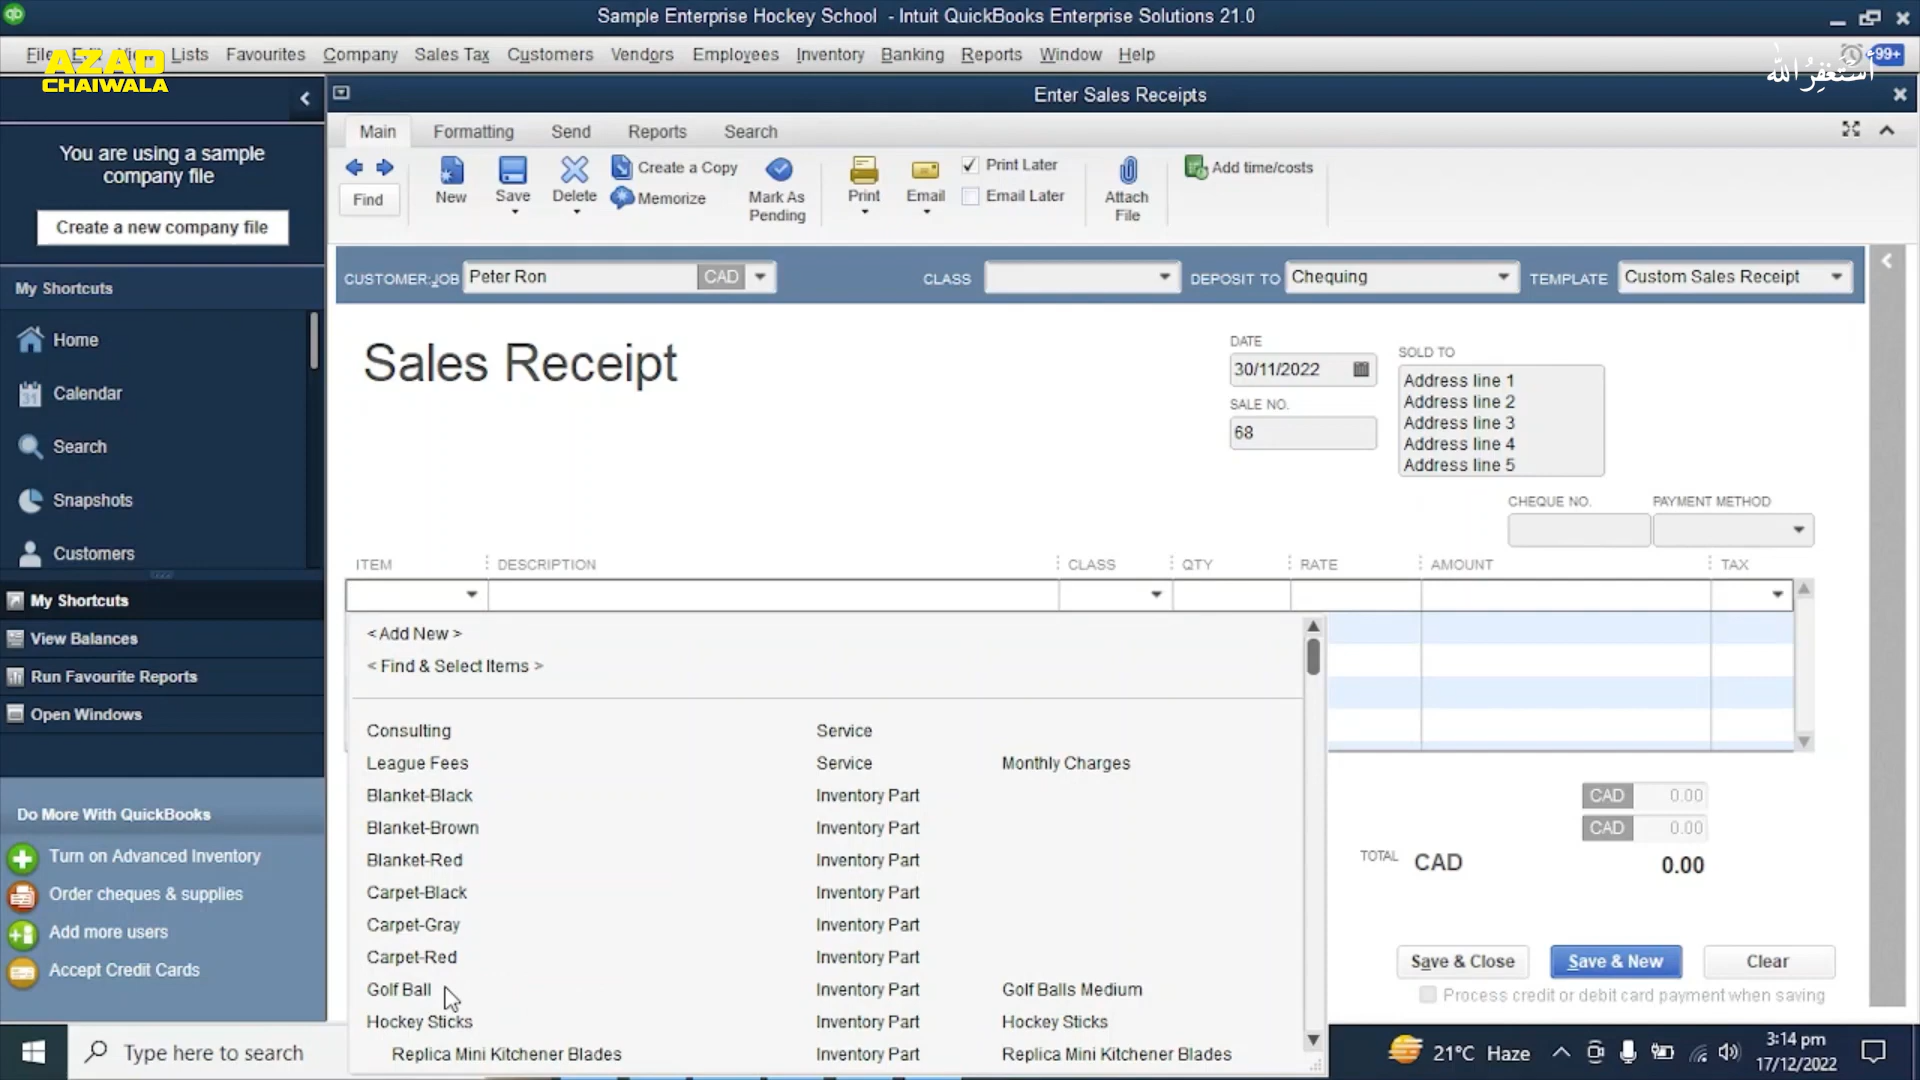 Sample Enterprise Hockey School - Intuit QuickBooks Enterprise Solutions 21.0
File Edit View Lists Favourites Company Sales Tax Customers Vendors Employees Inventory Banking Reports Window Help
99+
AZAD
CHAIWALA
أستغفر الله
Enter Sales Receipts
You are using a sample
company file
Create a new company file
My Shortcuts
Home
Calendar
Search
Snapshots
Customers
My Shortcuts
View Balances
Run Favourite Reports
Open Windows
Do More With QuickBooks
Turn on Advanced Inventory
Order cheques & supplies
Add more users
Accept Credit Cards
Main Formatting Send Reports Search
Find
New
Save
Delete
Create a Copy
Memorize
Mark As
Pending
Print
Email
Print Later
Email Later
Attach
File
Add time/costs
CUSTOMER:JOB Peter Ron CAD CLASS DEPOSIT TO Chequing TEMPLATE Custom Sales Receipt
Sales Receipt
DATE
30/11/2022
SALE NO.
68
SOLD TO
Address line 1
Address line 2
Address line 3
Address line 4
Address line 5
CHEQUE NO. PAYMENT METHOD
ITEM DESCRIPTION CLASS QTY RATE AMOUNT TAX
< Add New >
< Find & Select Items >
Consulting Service
League Fees Service Monthly Charges
Blanket-Black Inventory Part
Blanket-Brown Inventory Part
Blanket-Red Inventory Part
Carpet-Black Inventory Part
Carpet-Gray Inventory Part
Carpet-Red Inventory Part
Golf Ball Inventory Part Golf Balls Medium
Hockey Sticks Inventory Part Hockey Sticks
Replica Mini Kitchener Blades Inventory Part Replica Mini Kitchener Blades
CAD 0.00
CAD 0.00
TOTAL CAD 0.00
Save & Close Save & New Clear
Process credit or debit card payment when saving
Type here to search
21°C Haze
3:14 pm
17/12/2022